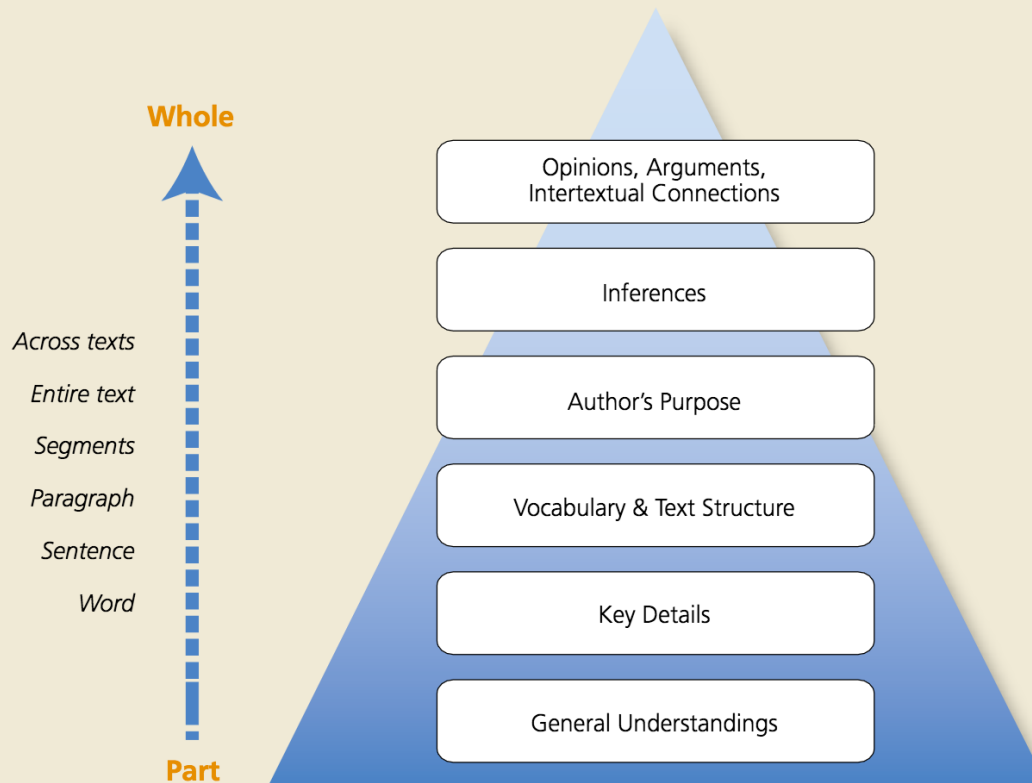 Whole
Across texts
Entire text
Segments
Paragraph
Sentence
Word
Part
Opinions, Arguments,
Intertextual Connections
Inferences
Author’s Purpose
Vocabulary & Text Structure
Key Details
General Understandings